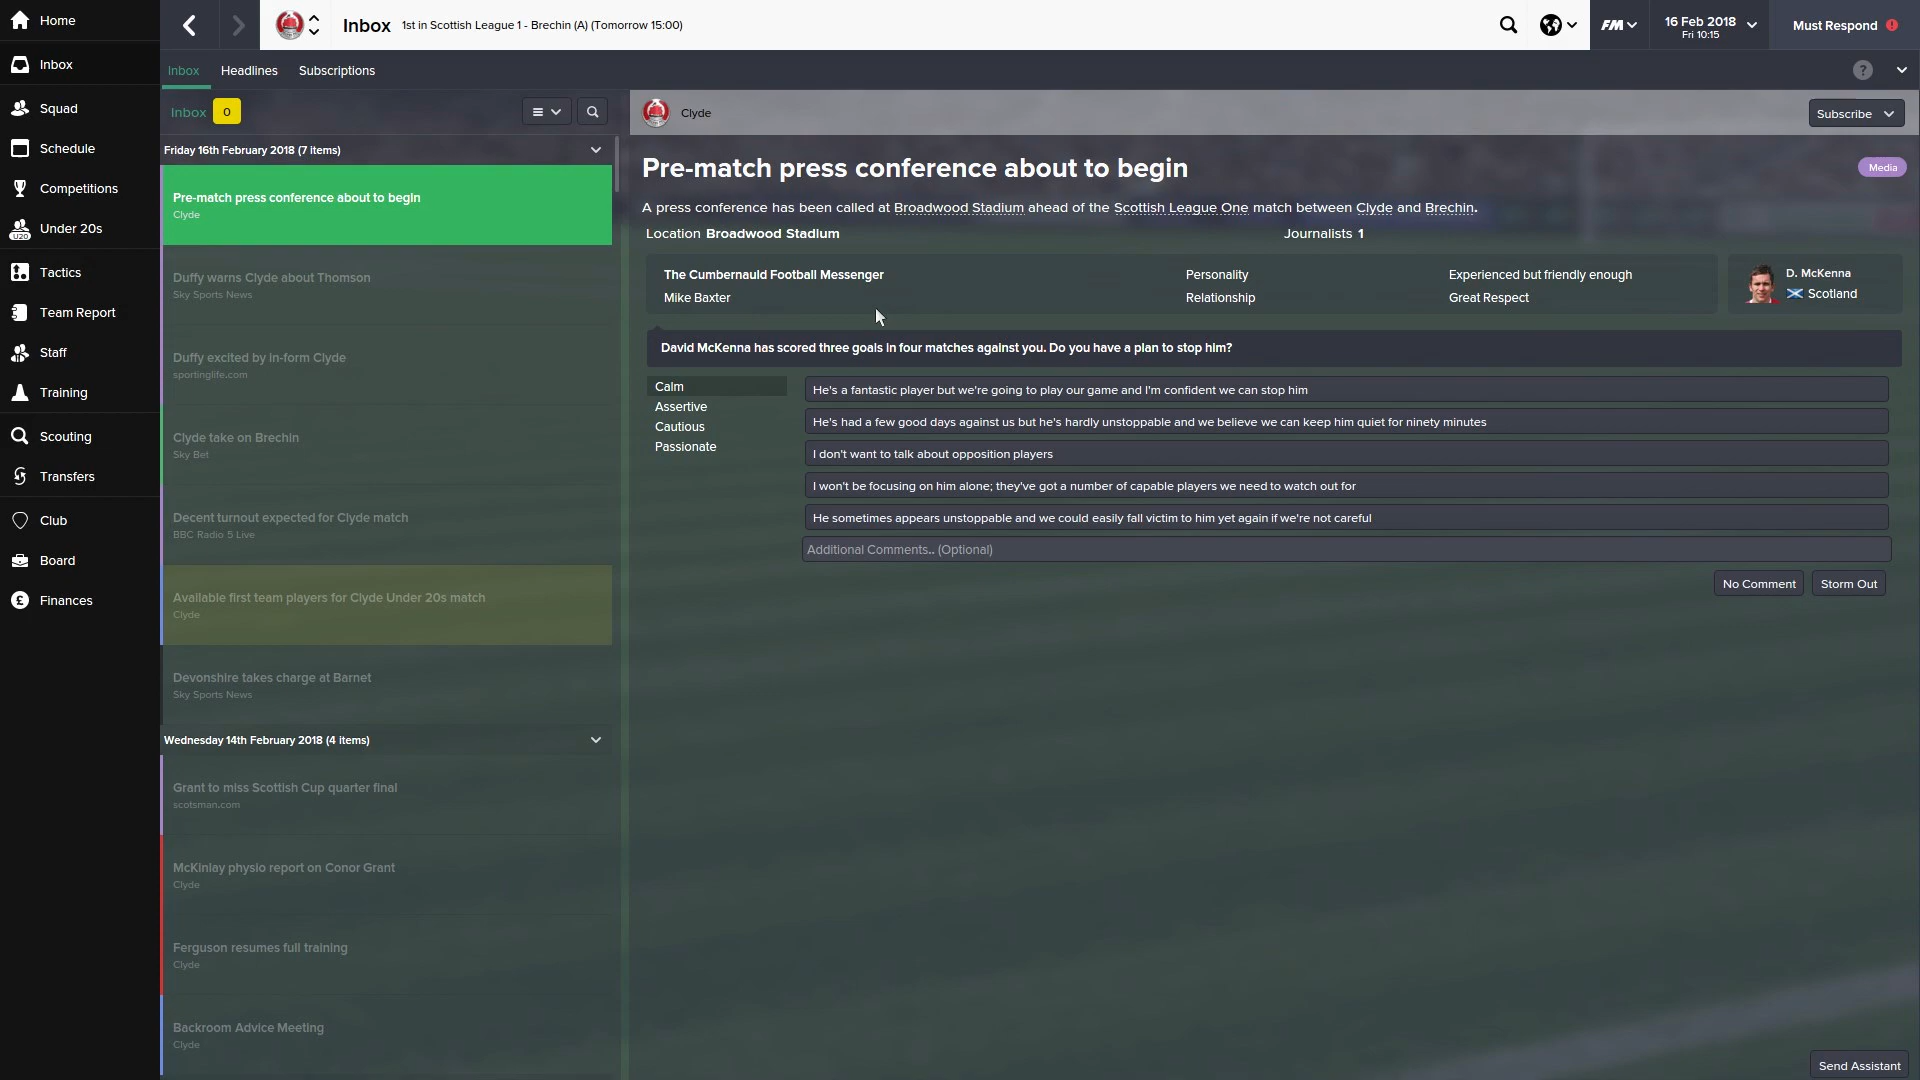 Home
Inbox
Squad
Schedule
Competitions
U20
Under 20s
Tactics
Team Report
Staff
Training
Scouting
Transfers
Club
Board
£
Finances
Inbox 1st in Scottish League 1 - Brechin (A) (Tomorrow 15:00)
FM
16 Feb 2018
Fri 10:15
Must Respond !
Inbox Headlines Subscriptions
?
Inbox 0
Friday 16th February 2018 (7 items)
Pre-match press conference about to begin
Clyde
Duffy warns Clyde about Thomson
Sky Sports News
Duffy excited by in-form Clyde
sportinglife.com
Clyde take on Brechin
Sky Bet
Decent turnout expected for Clyde match
BBC Radio 5 Live
Available first team players for Clyde Under 20s match
Clyde
Devonshire takes charge at Barnet
Sky Sports News
Wednesday 14th February 2018 (4 items)
Grant to miss Scottish Cup quarter final
scotsman.com
McKinlay physio report on Conor Grant
Clyde
Ferguson resumes full training
Clyde
Backroom Advice Meeting
Clyde
Clyde
Subscribe
Pre-match press conference about to begin
Media
A press conference has been called at Broadwood Stadium ahead of the Scottish League One match between Clyde and Brechin.
Location Broadwood Stadium Journalists 1
The Cumbernauld Football Messenger Personality Experienced but friendly enough
Mike Baxter Relationship Great Respect
D. McKenna
Scotland
David McKenna has scored three goals in four matches against you. Do you have a plan to stop him?
Calm
Assertive
Cautious
Passionate
He's a fantastic player but we're going to play our game and I'm confident we can stop him
He's had a few good days against us but he's hardly unstoppable and we believe we can keep him quiet for ninety minutes
I don't want to talk about opposition players
I won't be focusing on him alone; they've got a number of capable players we need to watch out for
He sometimes appears unstoppable and we could easily fall victim to him yet again if we're not careful
Additional Comments.. (Optional)
No Comment Storm Out
Send Assistant